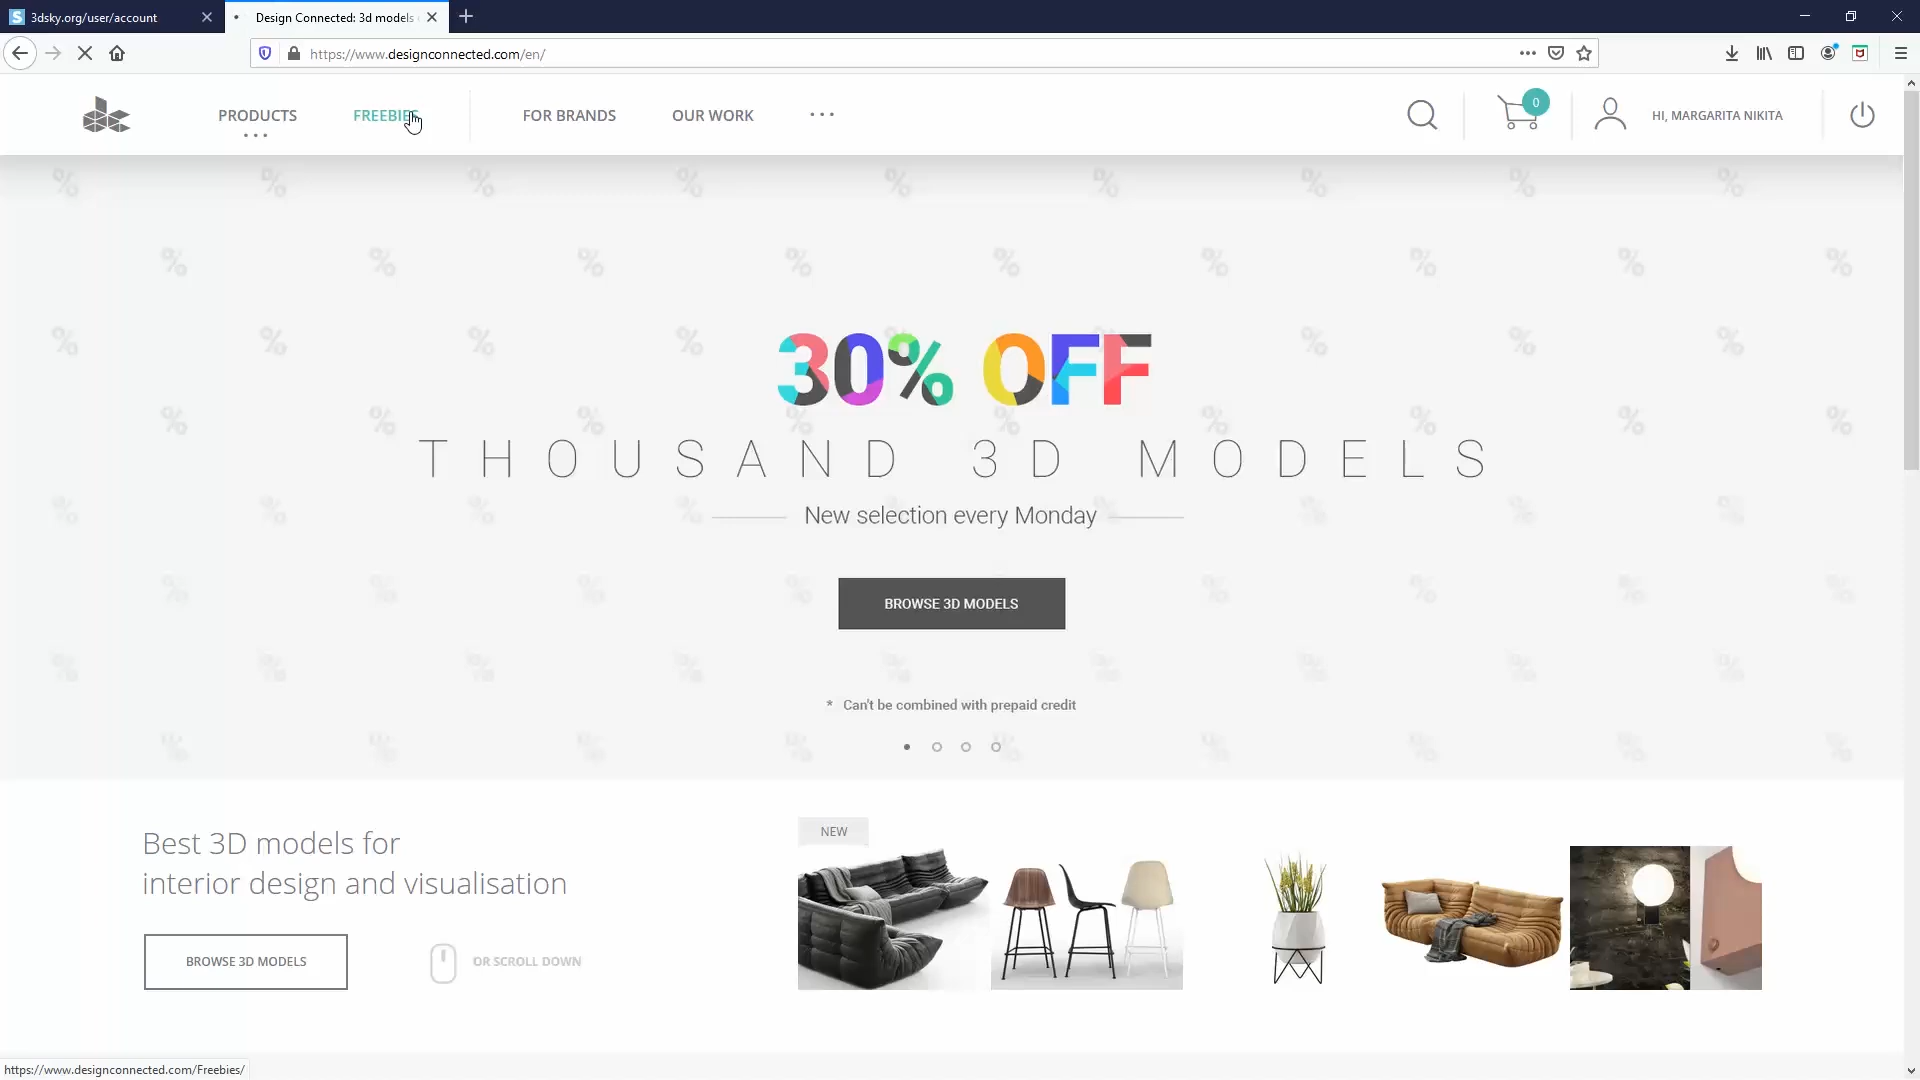 3dsky.org/user/account
Design Connected: 3d models
https://www.designconnected.com/en/
PRODUCTS
FREEBIES
FOR BRANDS
OUR WORK
0
HI, MARGARITA NIKITA
30% OFF
THOUSAND 3D MODELS
New selection every Monday
BROWSE 3D MODELS
* Can't be combined with prepaid credit
Best 3D models for
interior design and visualisation
BROWSE 3D MODELS
OR SCROLL DOWN
NEW
https://www.designconnected.com/Freebies/